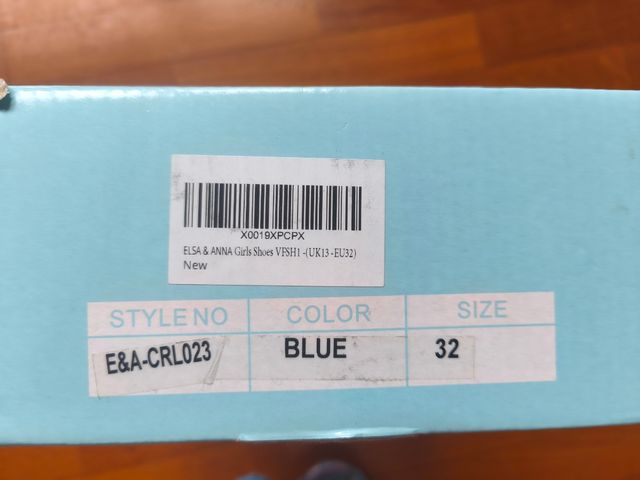 X0019XPCPX
ELSA & ANNA Girls Shoes VFSH1 -(UK13 -EU32)
New
STYLE NO COLOR SIZE
E&A-CRL023 BLUE 32